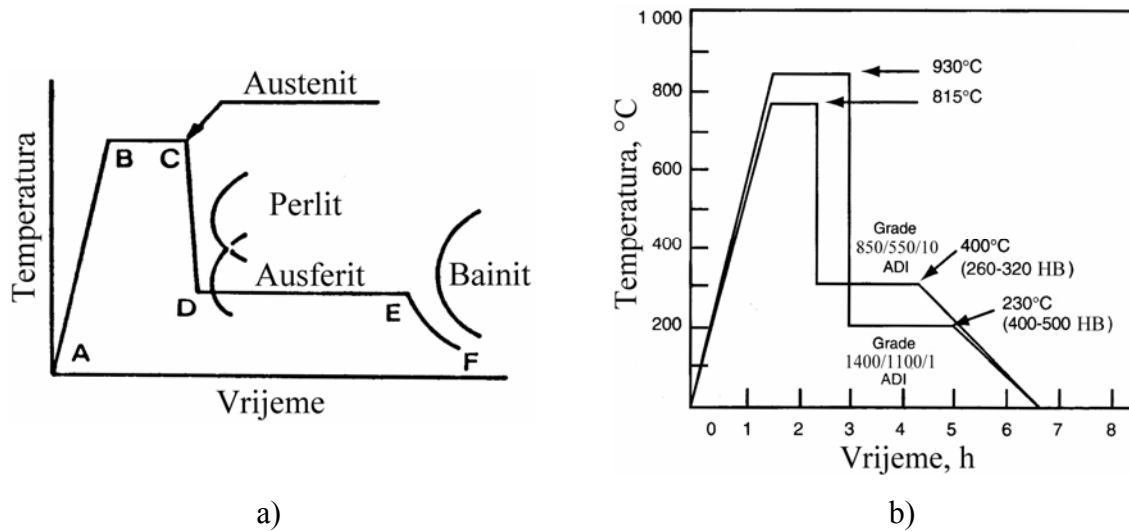 Temperatura
Austenit
B
C
Perlit
Ausferit
Bainit
D
E
A
F
Vrijeme
a)
Temperatura, °C
1 000
800
600
400
200
930°C
815°C
Grade
850/550/10
ADI
400°C
(260-320 HB)
230°C
(400-500 HB)
Grade
1400/1100/1
ADI
0 1 2 3 4 5 6 7 8
Vrijeme, h
b)